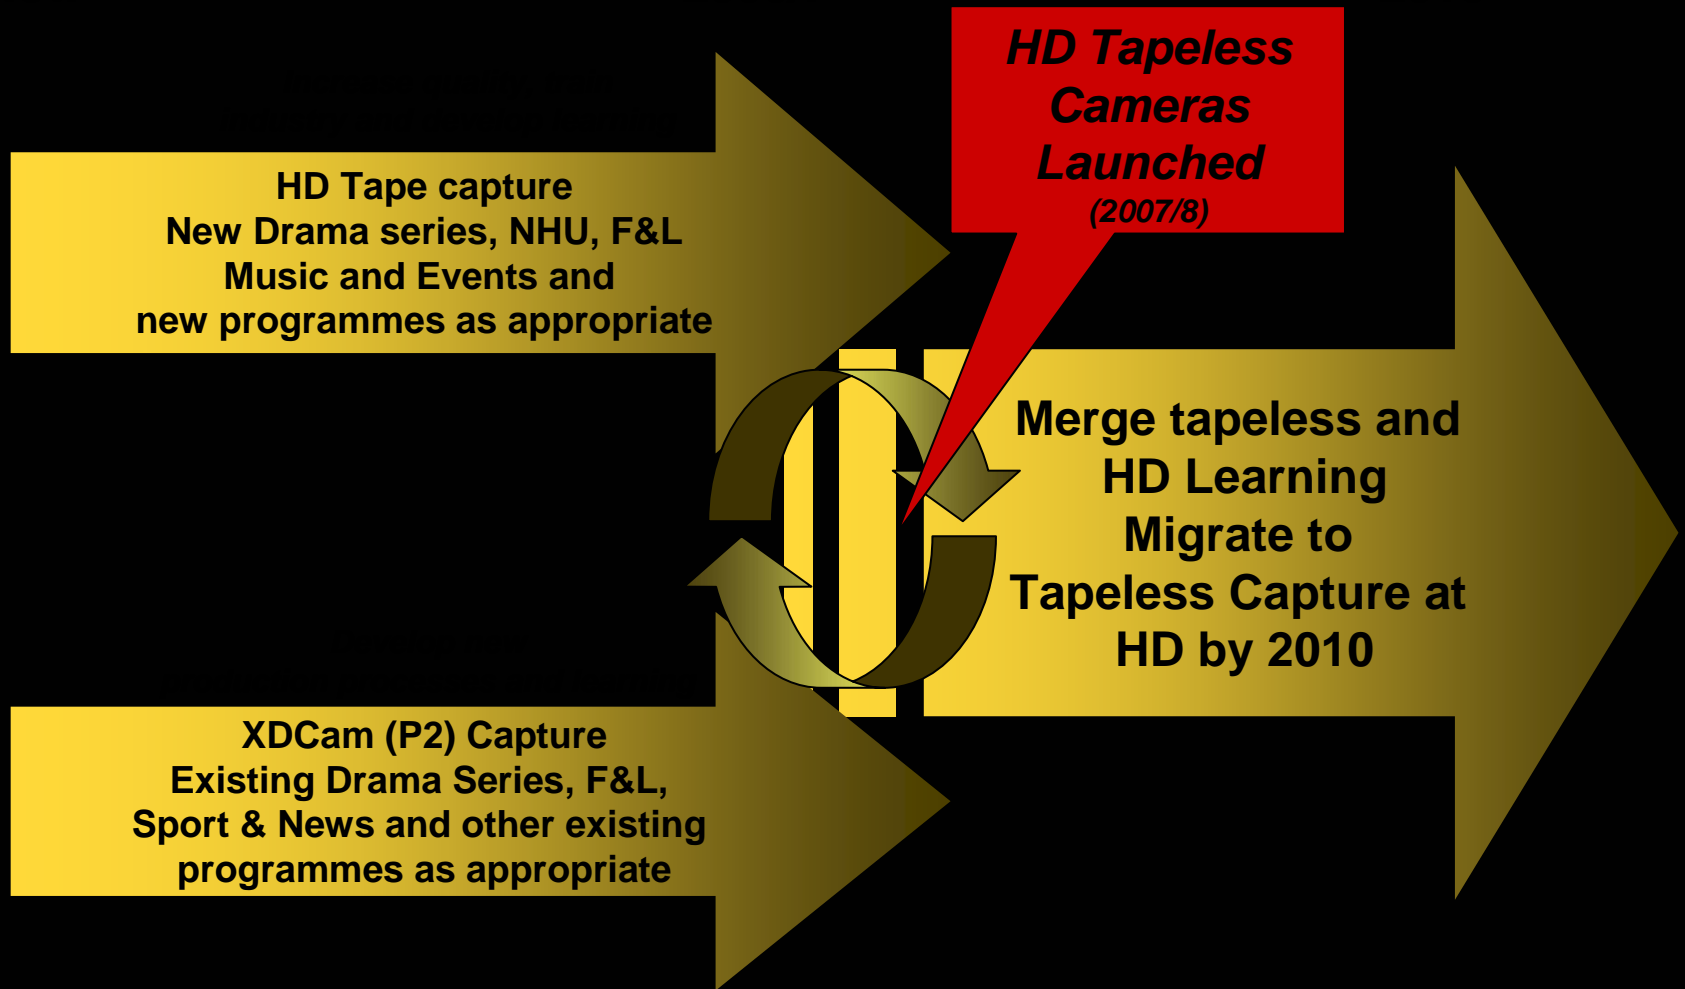 HD Tapeless
Cameras
Launched
(2007/8)
HD Tape capture
New Drama series, NHU, F&L
Music and Events and
new programmes as appropriate
Merge tapeless and
HD Learning
Migrate to
Tapeless Capture at
HD by 2010
XDCam (P2) Capture
Existing Drama Series, F&L,
Sport & News and other existing
programmes as appropriate